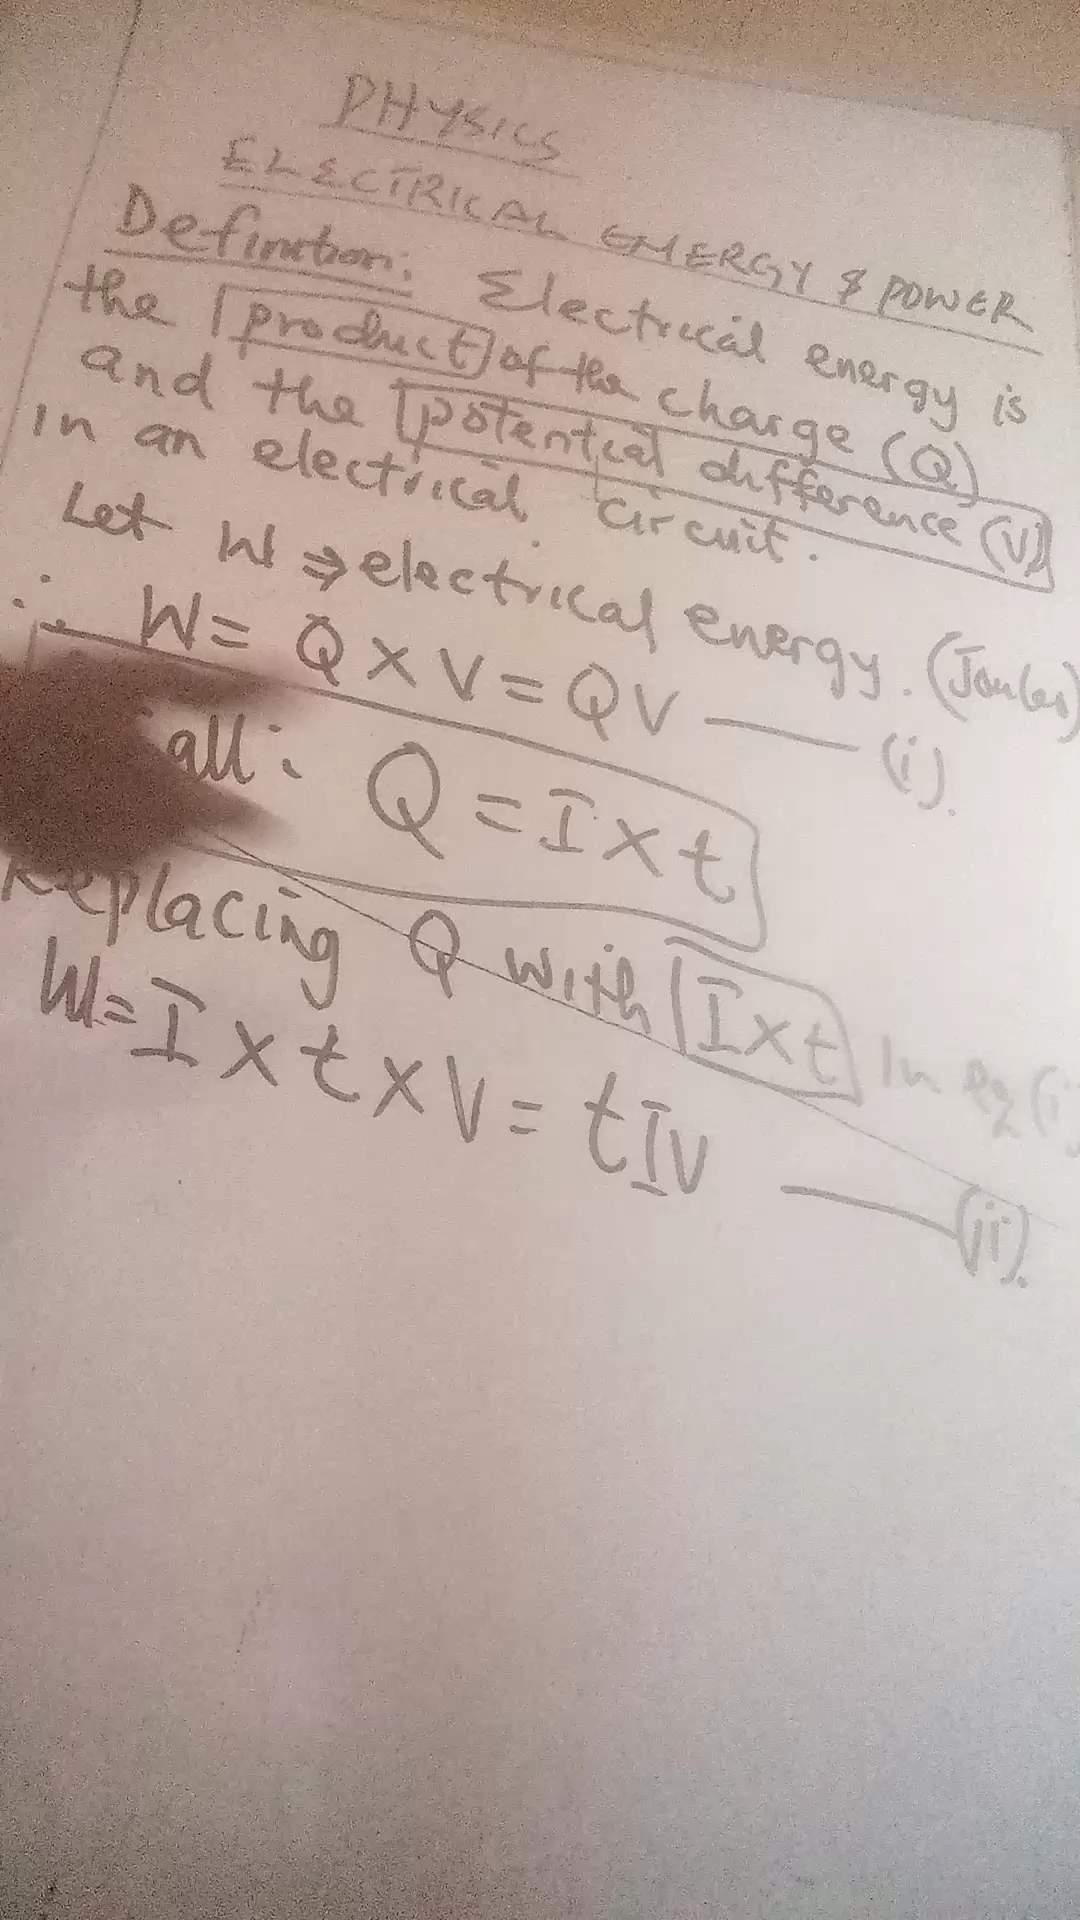 PHYSICS
ELECTRICAL ENERGY & POWER
Definition: Electrical energy is
the product of the charge (Q)
and the potential difference (V)
in an electrical circuit.
Let W ⇒ electrical energy. (Joules)
∴ W = Q × V = QV — (i).
all: Q = I × t
Replacing Q with I × t in eq (i)
W = I × t × V = tIV — (ii).